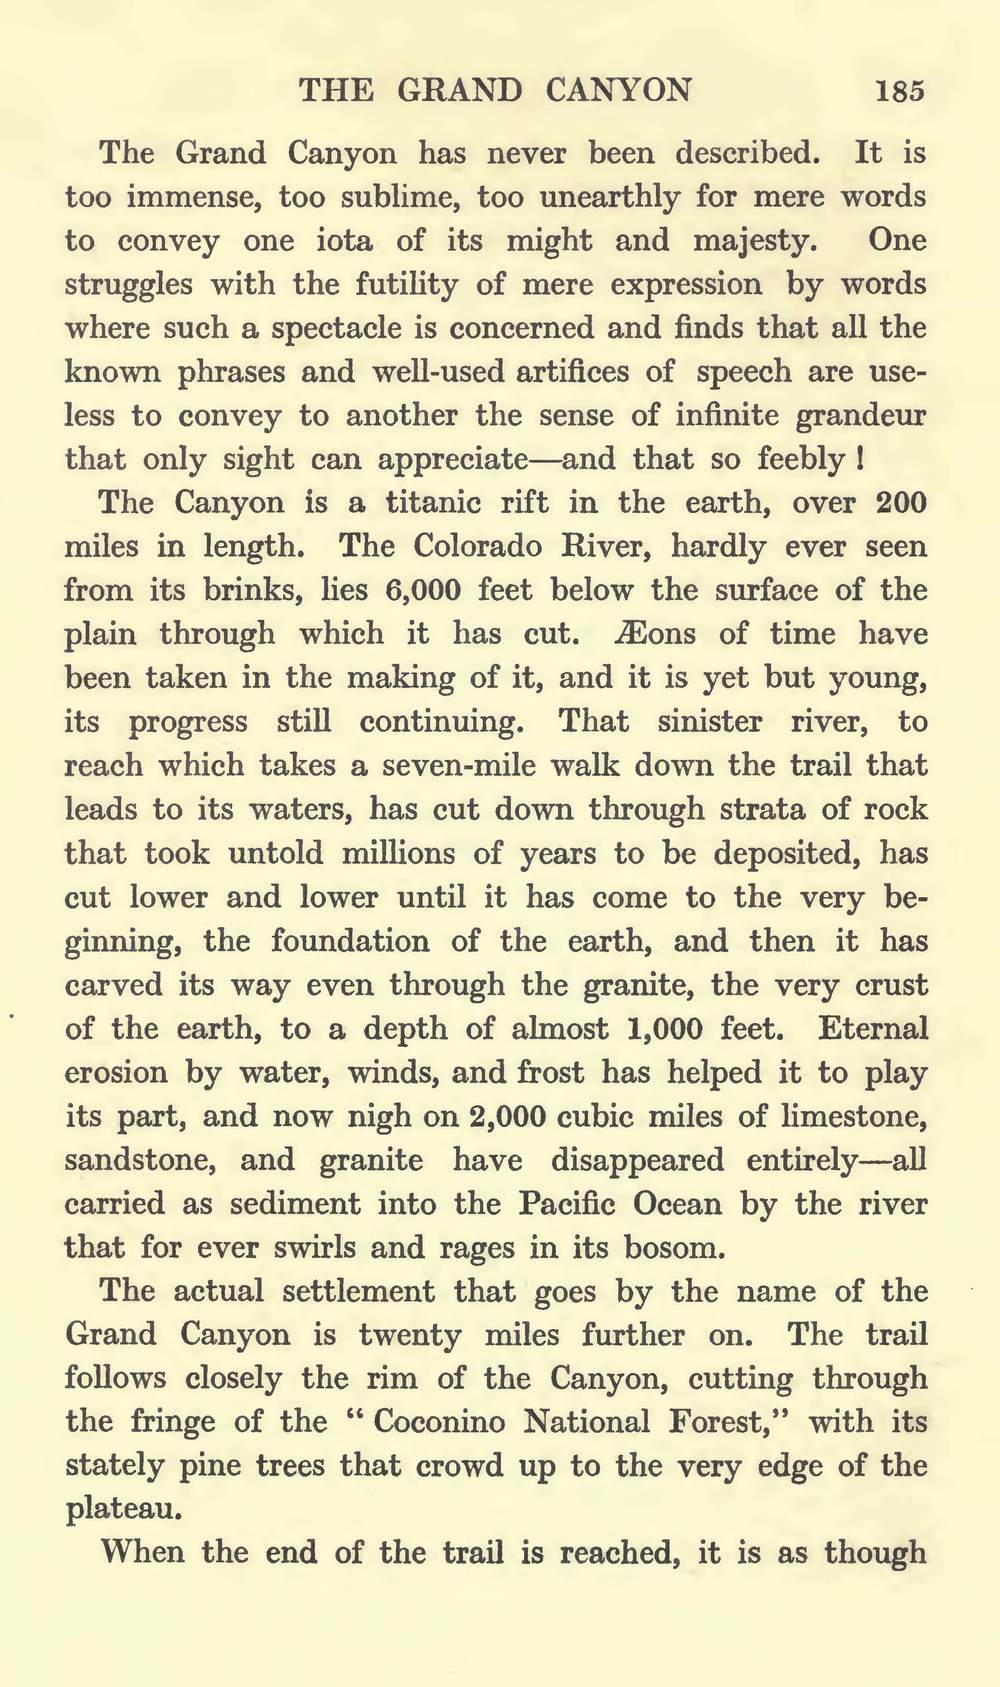 THE GRAND CANYON 185
The Grand Canyon has never been described. It is
too immense, too sublime, too unearthly for mere words
to convey one iota of its might and majesty. One
struggles with the futility of mere expression by words
where such a spectacle is concerned and finds that all the
known phrases and well-used artifices of speech are use-
less to convey to another the sense of infinite grandeur
that only sight can appreciate—and that so feebly !
The Canyon is a titanic rift in the earth, over 200
miles in length. The Colorado River, hardly ever seen
from its brinks, lies 6,000 feet below the surface of the
plain through which it has cut. Æons of time have
been taken in the making of it, and it is yet but young,
its progress still continuing. That sinister river, to
reach which takes a seven-mile walk down the trail that
leads to its waters, has cut down through strata of rock
that took untold millions of years to be deposited, has
cut lower and lower until it has come to the very be-
ginning, the foundation of the earth, and then it has
carved its way even through the granite, the very crust
of the earth, to a depth of almost 1,000 feet. Eternal
erosion by water, winds, and frost has helped it to play
its part, and now nigh on 2,000 cubic miles of limestone,
sandstone, and granite have disappeared entirely—all
carried as sediment into the Pacific Ocean by the river
that for ever swirls and rages in its bosom.
The actual settlement that goes by the name of the
Grand Canyon is twenty miles further on. The trail
follows closely the rim of the Canyon, cutting through
the fringe of the “ Coconino National Forest,” with its
stately pine trees that crowd up to the very edge of the
plateau.
When the end of the trail is reached, it is as though